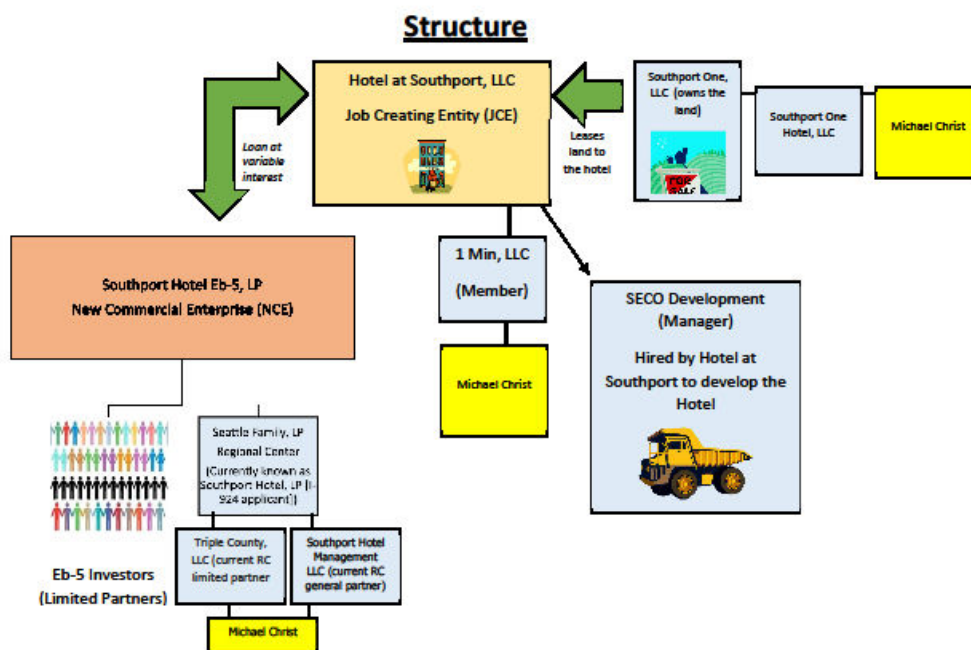 Structure
Hotel at Southport, LLC
Job Creating Entity (JCE)
Loan at
variable
interest
Leases
land to
the hotel
Southport One,
LLC (owns the
land)
FOR
SALE
Southport One
Hotel, LLC
Michael Christ
Southport Hotel Eb-5, LP
New Commercial Enterprise (NCE)
1 Min, LLC
(Member)
Michael Christ
SECO Development
(Manager)
Hired by Hotel at
Southport to develop the
Hotel
Eb-5 Investors
(Limited Partners)
Seattle Family, LP
Regional Center
(Currently known as
Southport Hotel, LP [I-
924 applicant])
Triple County,
LLC (current RC
limited partner
Southport Hotel
Management
LLC (current RC
general partner)
Michael Christ